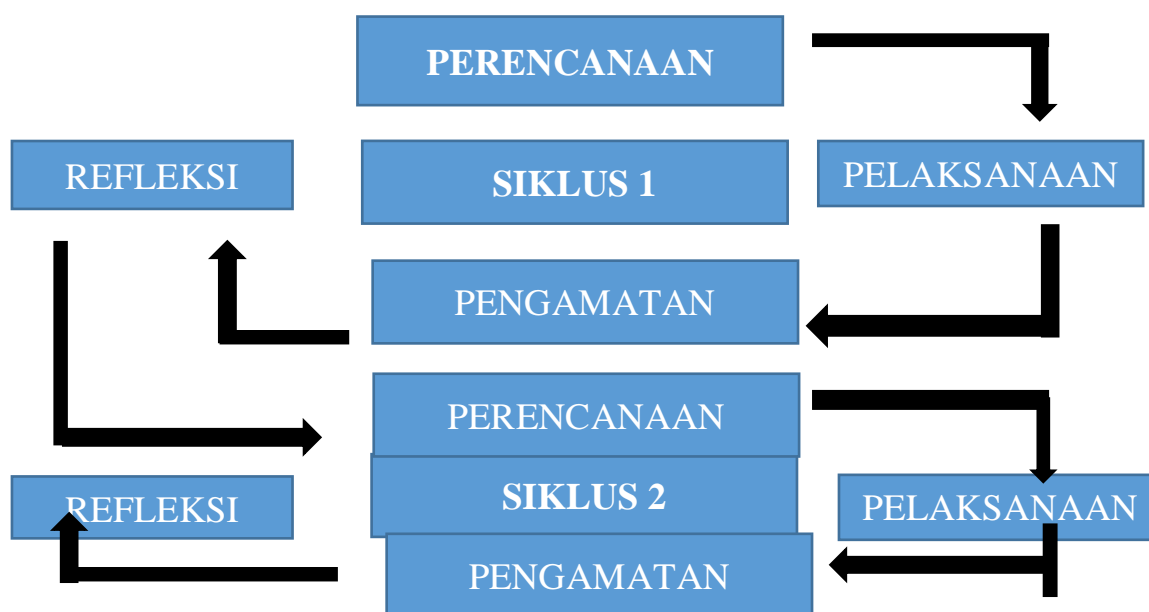 PERENCANAAN
REFLEKSI
SIKLUS 1
PELAKSANAAN
PENGAMATAN
PERENCANAAN
REFLEKSI
SIKLUS 2
PELAKSANAAN
PENGAMATAN